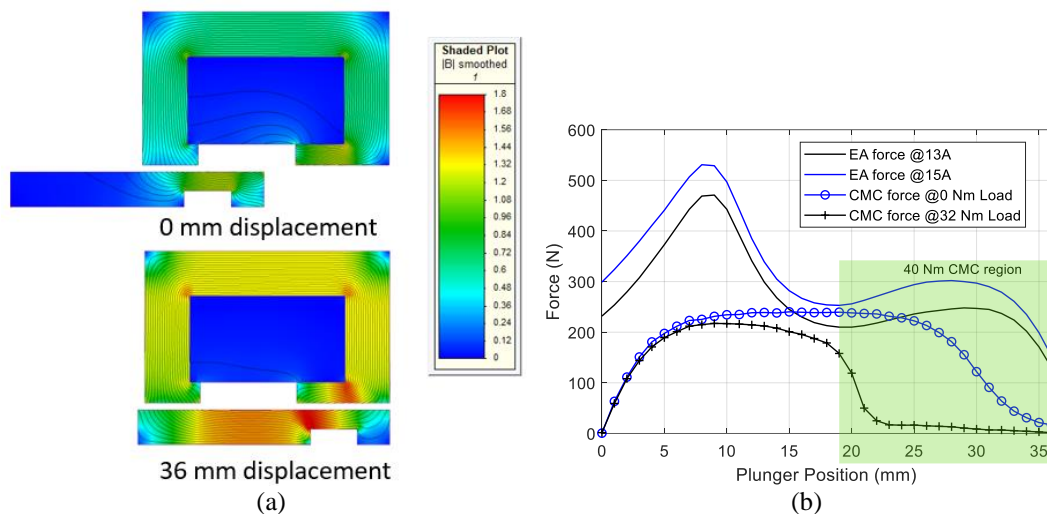 0 mm displacement
36 mm displacement
(a)
Shaded Plot
|B| smoothed
f
1.8
1.68
1.56
1.44
1.32
1.2
1.08
0.96
0.84
0.72
0.6
0.48
0.36
0.24
0.12
0
Force (N)
600
500
400
300
200
100
0
EA force @13A
EA force @15A
CMC force @0 Nm Load
CMC force @32 Nm Load
40 Nm CMC region
0 5 10 15 20 25 30 35
Plunger Position (mm)
(b)